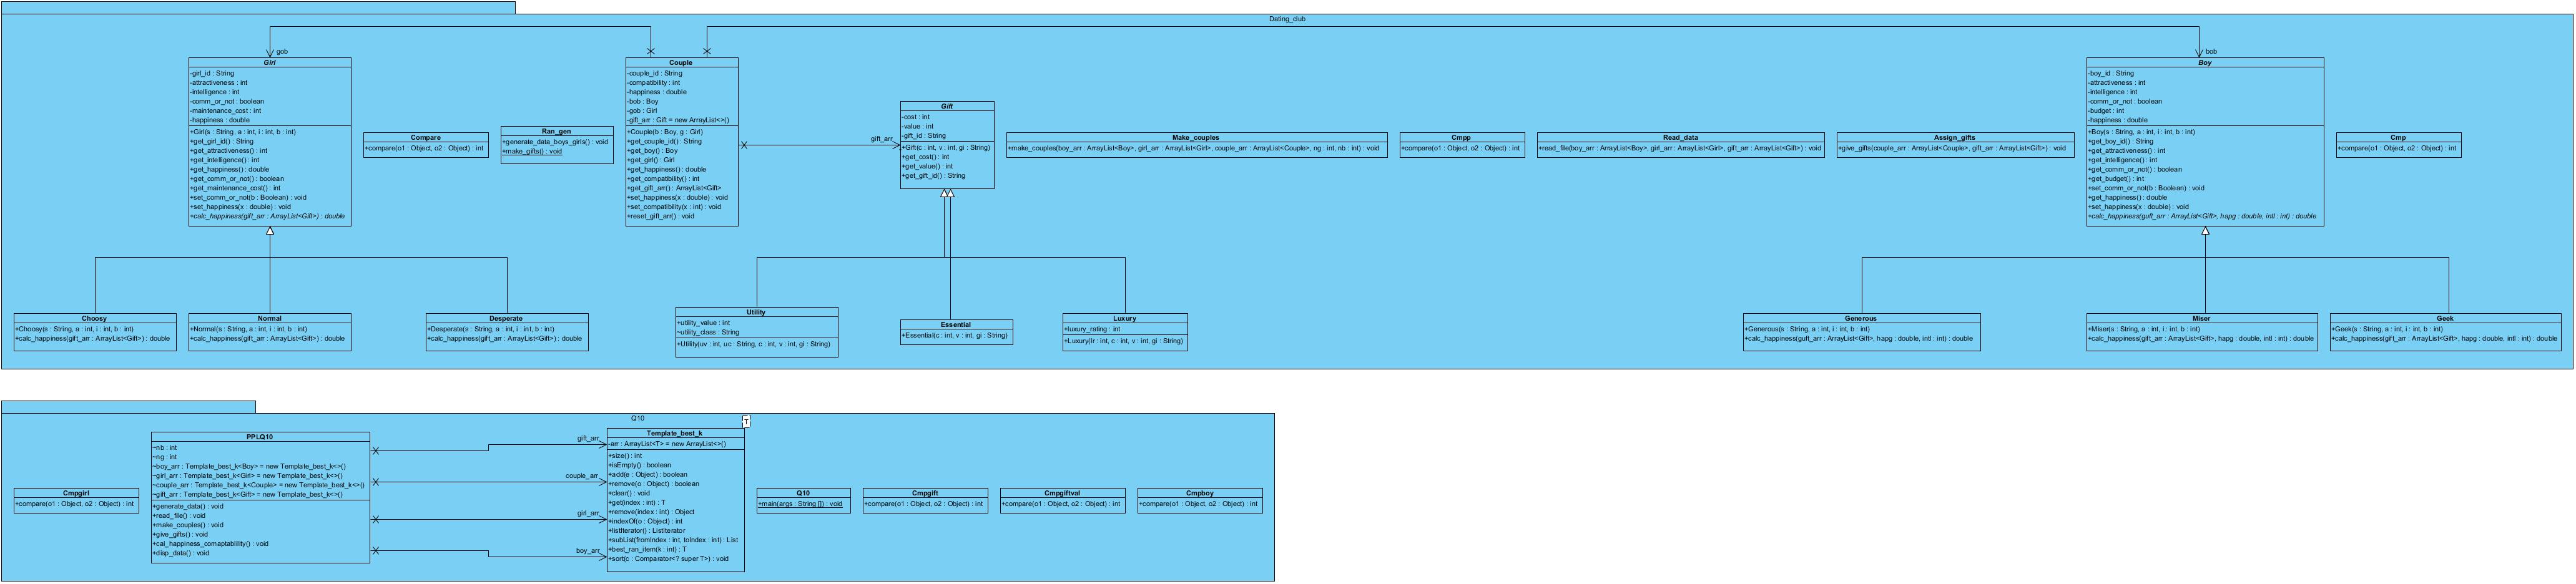 Dating_club
gob
bob
Girl
-girl_id : String
-attractiveness : int
-intelligence : int
-comm_or_not : boolean
-maintenance_cost : int
-happiness : double
+Girl(s : String, a : int, i : int, b : int)
+get_girl_id() : String
+get_attractiveness() : int
+get_intelligence() : int
+get_happiness() : double
+get_comm_or_not() : boolean
+get_maintenance_cost() : int
+set_comm_or_not(b : Boolean) : void
+set_happiness(x : double) : void
+calc_happiness(gift_arr : ArrayList<Gift>) : double
Compare
+compare(o1 : Object, o2 : Object) : int
Ran_gen
+generate_data_boys_girls() : void
+make_gifts() : void
Couple
-couple_id : String
-compatibility : int
-happiness : double
-bob : Boy
-gob : Girl
-gift_arr : Gift = new ArrayList<>()
+Couple(b : Boy, g : Girl)
+get_couple_id() : String
+get_boy() : Boy
+get_girl() : Girl
+get_happiness() : double
+get_compatibility() : int
+get_gift_arr() : ArrayList<Gift>
+set_happiness(x : double) : void
+set_compatibility(x : int) : void
+reset_gift_arr() : void
gift_arr
Gift
-cost : int
-value : int
-gift_id : String
+Gift(c : int, v : int, gi : String)
+get_cost() : int
+get_value() : int
+get_gift_id() : String
Make_couples
+make_couples(boy_arr : ArrayList<Boy>, girl_arr : ArrayList<Girl>, couple_arr : ArrayList<Couple>, ng : int, nb : int) : void
Cmpp
+compare(o1 : Object, o2 : Object) : int
Read_data
+read_file(boy_arr : ArrayList<Boy>, girl_arr : ArrayList<Girl>, gift_arr : ArrayList<Gift>) : void
Assign_gifts
+give_gifts(couple_arr : ArrayList<Couple>, gift_arr : ArrayList<Gift>) : void
Boy
-boy_id : String
-attractiveness : int
-intelligence : int
-comm_or_not : boolean
-budget : int
-happiness : double
+Boy(s : String, a : int, i : int, b : int)
+get_boy_id() : String
+get_attractiveness() : int
+get_intelligence() : int
+get_comm_or_not() : boolean
+get_budget() : int
+set_comm_or_not(b : Boolean) : void
+get_happiness() : double
+set_happiness(x : double) : void
+calc_happiness(guft_arr : ArrayList<Gift>, hapg : double, intl : int) : double
Cmp
+compare(o1 : Object, o2 : Object) : int
Choosy
+Choosy(s : String, a : int, i : int, b : int)
+calc_happiness(gift_arr : ArrayList<Gift>) : double
Normal
+Normal(s : String, a : int, i : int, b : int)
+calc_happiness(gift_arr : ArrayList<Gift>) : double
Desperate
+Desperate(s : String, a : int, i : int, b : int)
+calc_happiness(gift_arr : ArrayList<Gift>) : double
Utility
+utility_value : int
~utility_class : String
+Utility(uv : int, uc : String, c : int, v : int, gi : String)
Essential
+Essential(c : int, v : int, gi : String)
Luxury
+luxury_rating : int
+Luxury(lr : int, c : int, v : int, gi : String)
Generous
+Generous(s : String, a : int, i : int, b : int)
+calc_happiness(guft_arr : ArrayList<Gift>, hapg : double, intl : int) : double
Miser
+Miser(s : String, a : int, i : int, b : int)
+calc_happiness(gift_arr : ArrayList<Gift>, hapg : double, intl : int) : double
Geek
+Geek(s : String, a : int, i : int, b : int)
+calc_happiness(gift_arr : ArrayList<Gift>, hapg : double, intl : int) : double
Q10
Cmpgirl
+compare(o1 : Object, o2 : Object) : int
PPLQ10
~nb : int
~ng : int
~boy_arr : Template_best_k<Boy> = new Template_best_k<>()
~girl_arr : Template_best_k<Girl> = new Template_best_k<>()
~couple_arr : Template_best_k<Couple> = new Template_best_k<>()
~gift_arr : Template_best_k<Gift> = new Template_best_k<>()
+generate_data() : void
+read_file() : void
+make_couples() : void
+give_gifts() : void
+cal_happiness_comaptablility() : void
+disp_data() : void
gift_arr
couple_arr
girl_arr
boy_arr
T
Template_best_k
-arr : ArrayList<T> = new ArrayList<>()
+size() : int
+isEmpty() : boolean
+add(e : Object) : boolean
+remove(o : Object) : boolean
+clear() : void
+get(index : int) : T
+remove(index : int) : Object
+indexOf(o : Object) : int
+listIterator() : ListIterator
+subList(fromIndex : int, toIndex : int) : List
+best_ran_item(k : int) : T
+sort(c : Comparator<? super T>) : void
Q10
+main(args : String []) : void
Cmpgift
+compare(o1 : Object, o2 : Object) : int
Cmpgiftval
+compare(o1 : Object, o2 : Object) : int
Cmpboy
+compare(o1 : Object, o2 : Object) : int